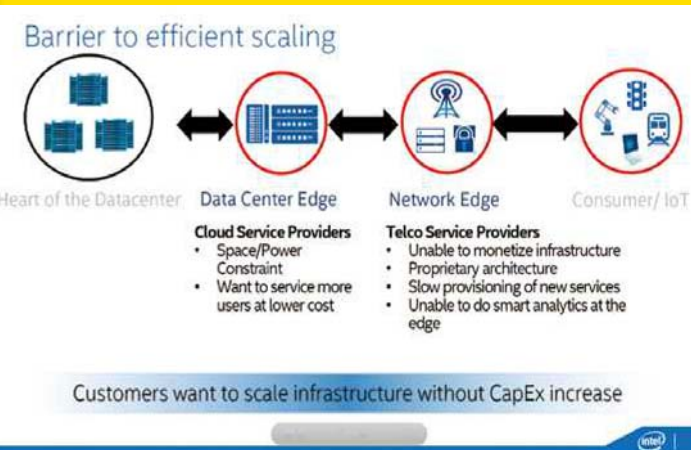 Barrier to efficient scaling
Heart of the Datacenter
Data Center Edge
Network Edge
Consumer/ IoT
Cloud Service Providers
• Space/Power
Constraint
• Want to service more
users at lower cost
Telco Service Providers
• Unable to monetize infrastructure
• Proprietary architecture
• Slow provisioning of new services
• Unable to do smart analytics at the
edge
Customers want to scale infrastructure without CapEx increase
intel